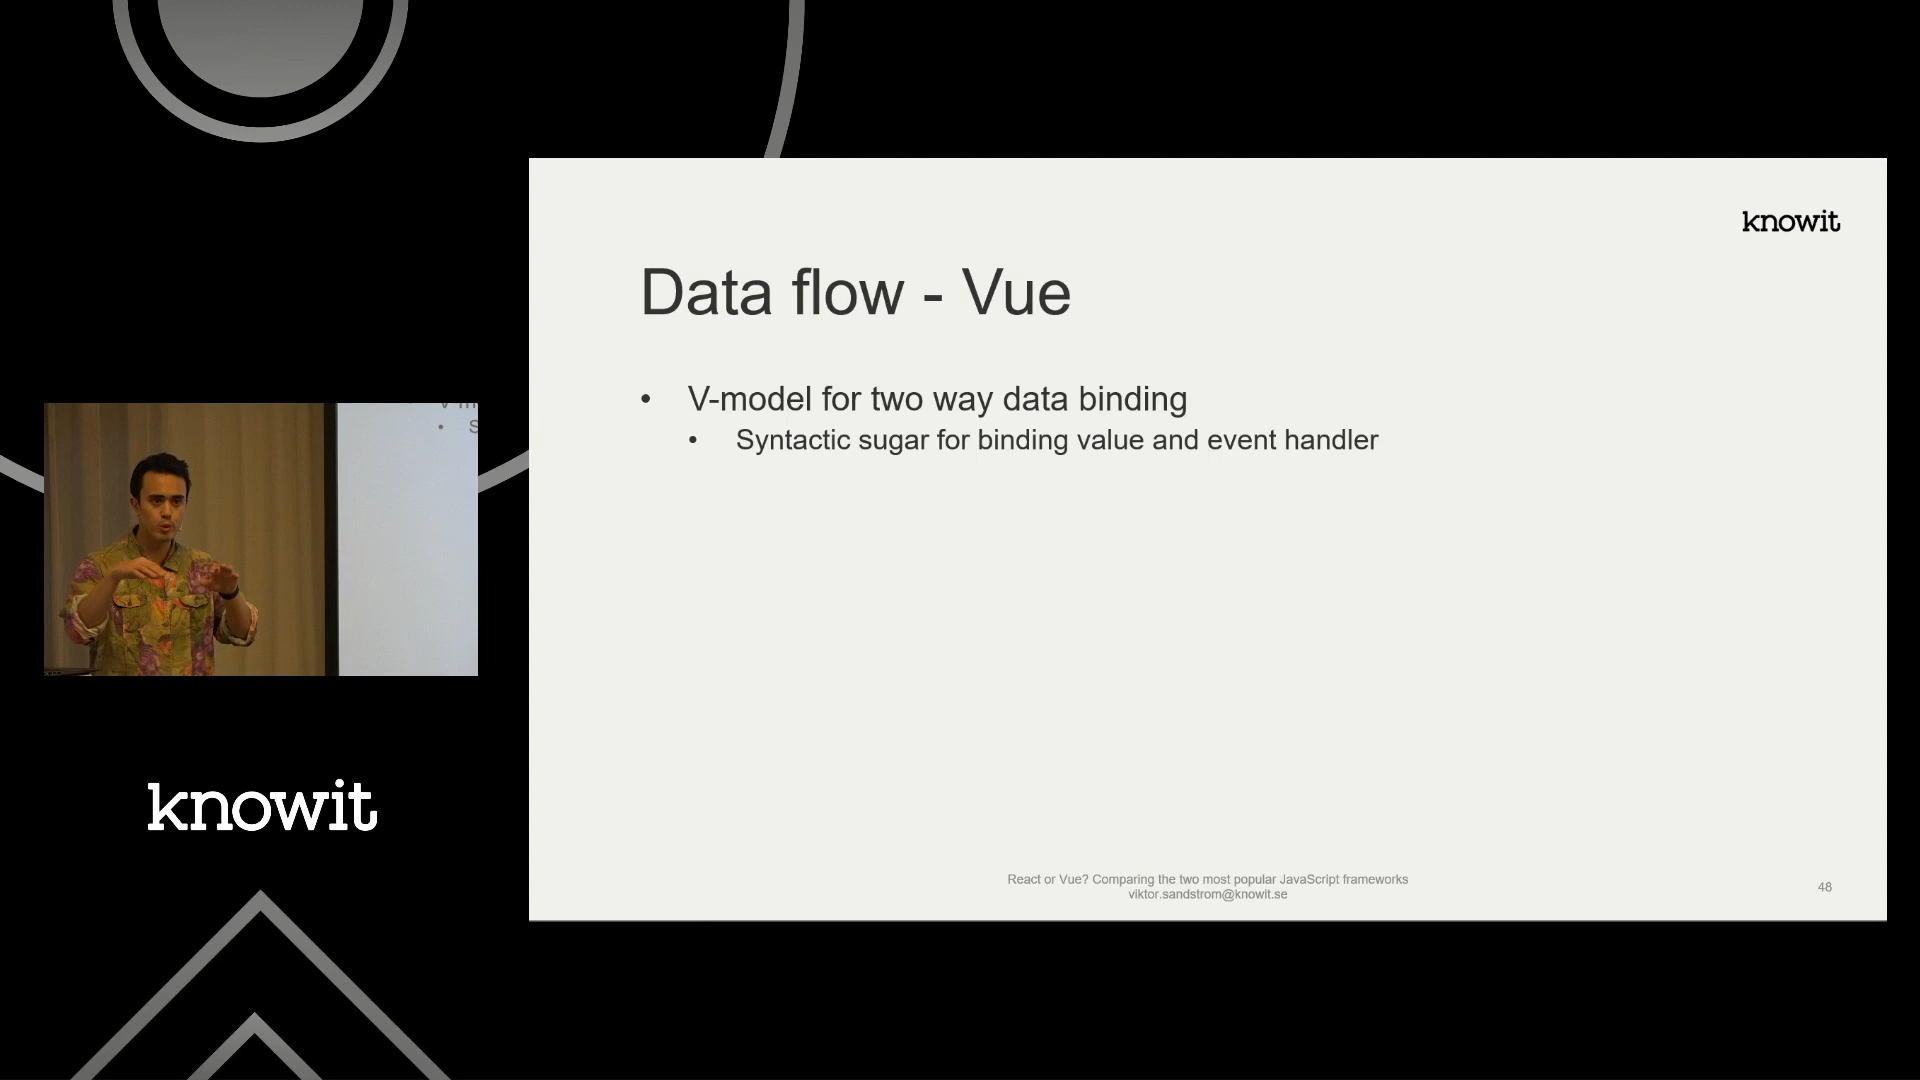 knowit
Data flow - Vue
• V-model for two way data binding
• Syntactic sugar for binding value and event handler
React or Vue? Comparing the two most popular JavaScript frameworks
viktor.sandstrom@knowit.se
48
knowit